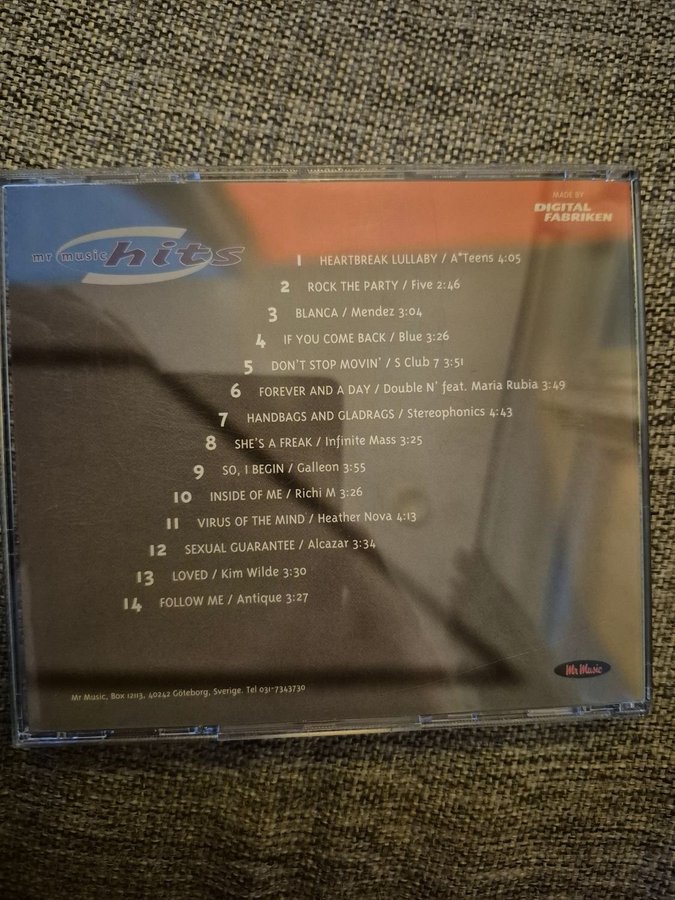 MADE BY
DIGITAL
FABRIKEN
mr music hits
1 HEARTBREAK LULLABY / A*Teens 4:05
2 ROCK THE PARTY / Five 2:46
3 BLANCA / Mendez 3:04
4 IF YOU COME BACK / Blue 3:26
5 DON'T STOP MOVIN' / S Club 7 3:51
6 FOREVER AND A DAY / Double N' feat. Maria Rubia 3:49
7 HANDBAGS AND GLADRAGS / Stereophonics 4:43
8 SHE'S A FREAK / Infinite Mass 3:25
9 SO, I BEGIN / Galleon 3:55
10 INSIDE OF ME / Richi M 3:26
11 VIRUS OF THE MIND / Heather Nova 4:13
12 SEXUAL GUARANTEE / Alcazar 3:34
13 LOVED / Kim Wilde 3:30
14 FOLLOW ME / Antique 3:27
Mr Music
Mr Music, Box 12113, 40242 Göteborg, Sverige. Tel 031-7343730